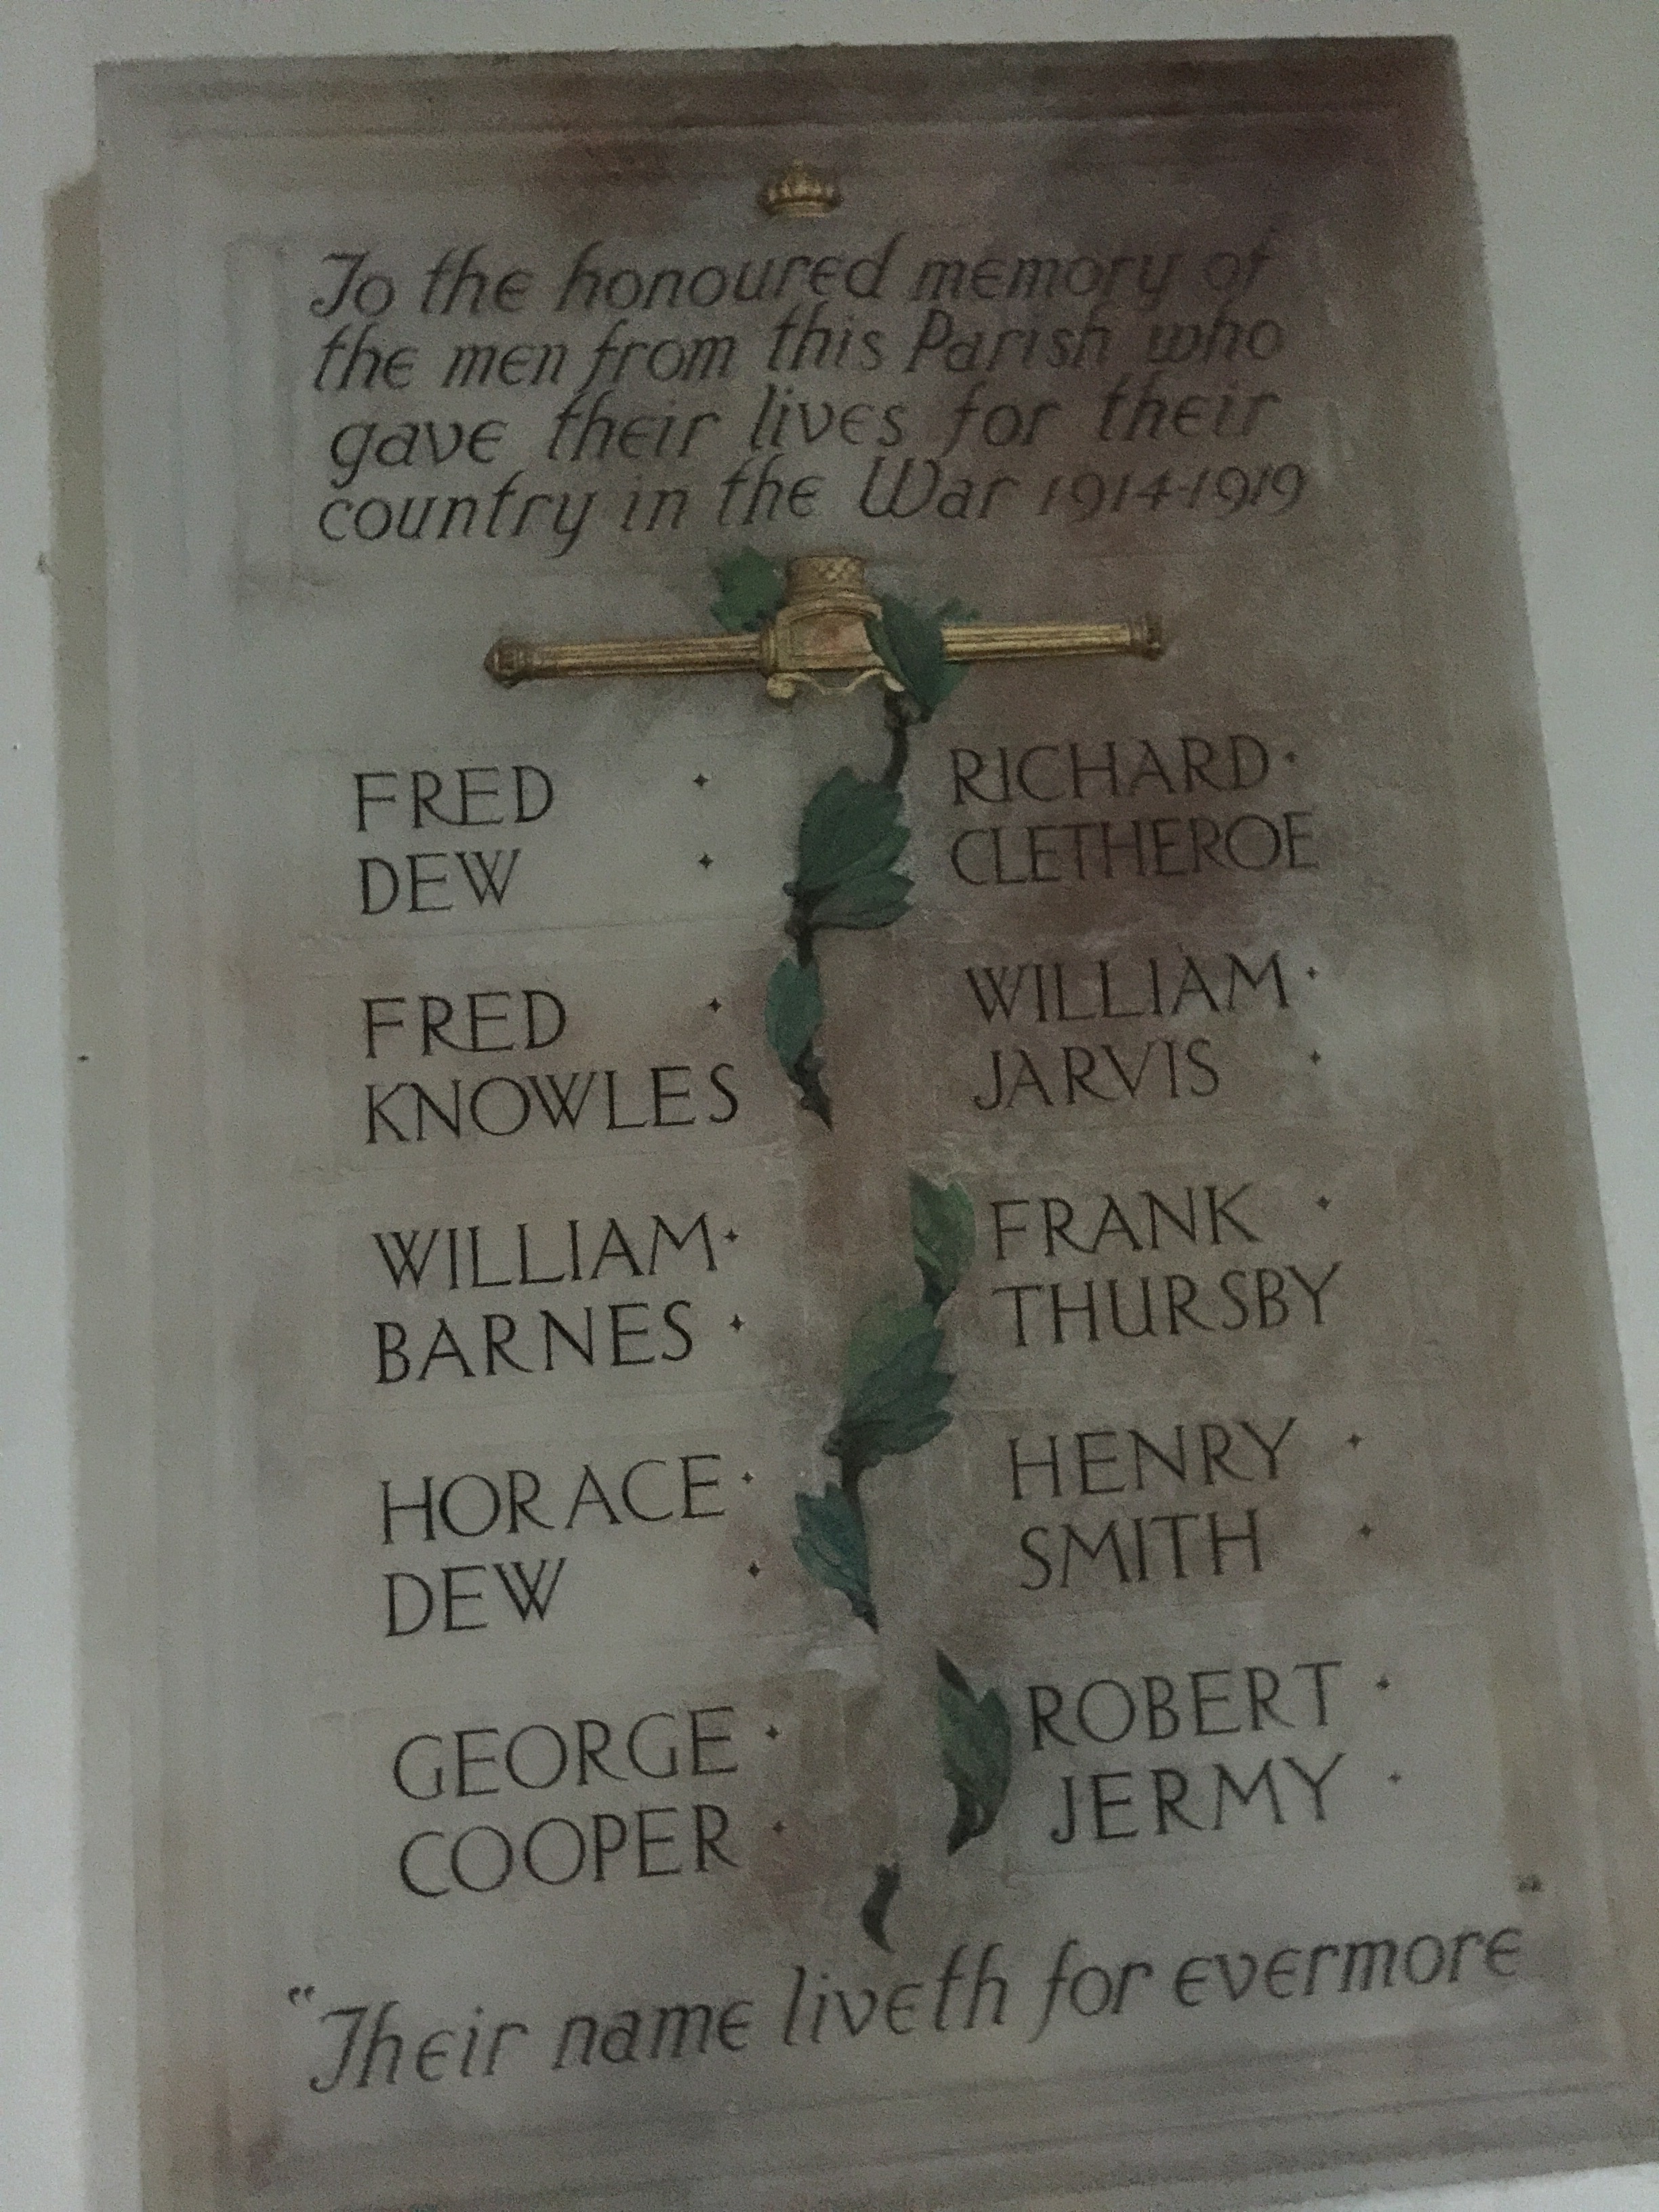 To the honoured memory of
the men from this Parish who
gave their lives for their
country in the War 1914-1919
FRED
DEW
FRED
KNOWLES
WILLIAM
BARNES
HORACE
DEW
GEORGE
COOPER
RICHARD
CLETHEROE
WILLIAM
JARVIS
FRANK
THURSBY
HENRY
SMITH
ROBERT
JERMY
"Their name liveth for evermore"